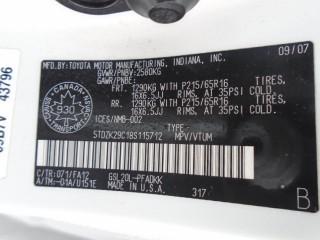 MFD. BY: TOYOTA MOTOR MANUFACTURING, INDIANA, INC. 09/07
GVWR/PNBV: 2580KG
GAWR/PNBE:
FRT. 1290KG WITH P215/65R16 TIRES,
16X6.5JJ RIMS, AT 35PSI COLD
RR. 1290KG WITH P215/65R16 TIRES,
16X6.5JJ RIMS, AT 35PSI COLD
ICES/NMB-002
TYPE:
5TDZK29C18S115712 MPV/VTUM
CANADA
930
C/TR: 071/FA12
A/TM: -01A/U151E
GSL20L-PFADKK
MADE IN U.S.A.
317
B
43796